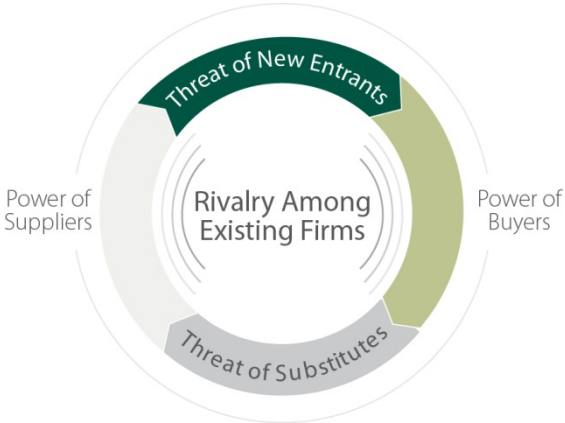 Threat of New Entrants
Power of
Suppliers
Rivalry Among
Existing Firms
Power of
Buyers
Threat of Substitutes